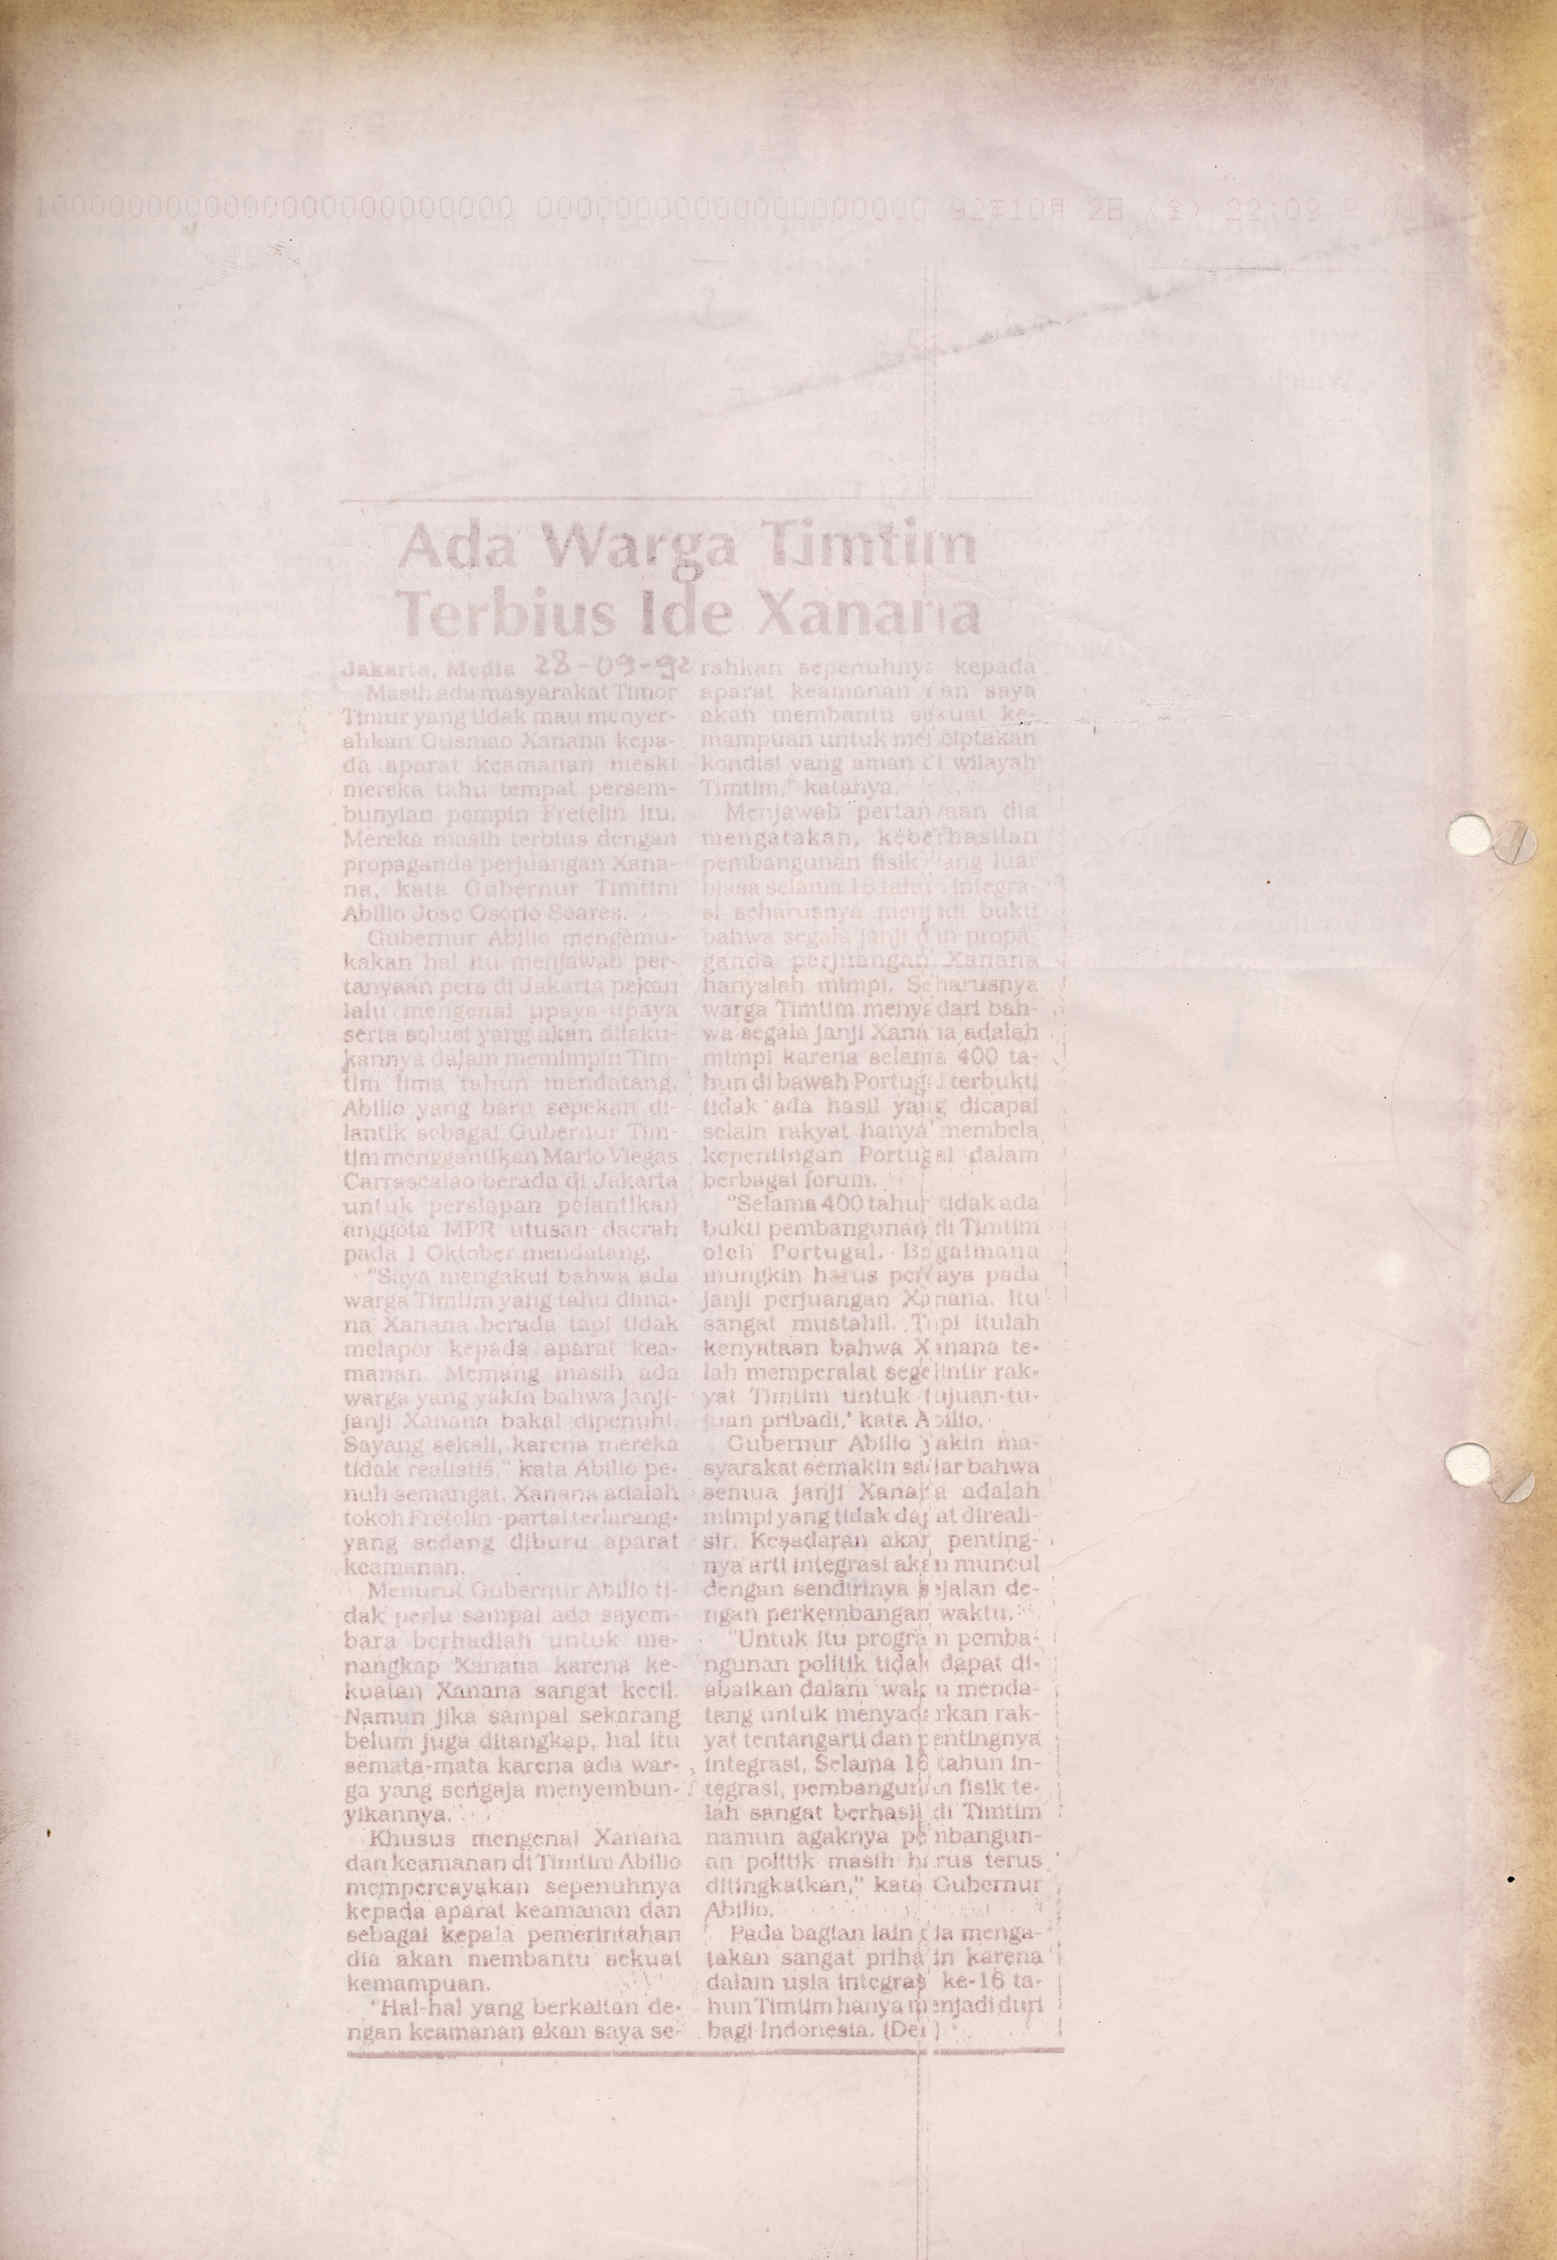 10000000000000000000000000 00000000000000000000 92年10月 2日 (金) 22:09
Ada Warga Timtim
Terbius Ide Xanana
Jakarta, Media 28-09-92
Masih ada masyarakat Timor
Timur yang tidak mau menyer-
ahkan Gusmao Xanana kepa-
da aparat keamanan meski
mereka tahu tempat persem-
bunyian pempin Fretelin itu.
Mereka masih terbius dengan
propaganda perjuangan Xana-
na, kata Gubernur Timtim
Abilio Jose Osorio Soares.
Gubernur Abilio mengemu-
kakan hal itu menjawab per-
tanyaan pers di Jakarta pekan
lalu mengenai upaya-upaya
serta solusi yang akan dilaku-
kannya dalam memimpin Tim-
tim lima tahun mendatang.
Abilio yang baru sepekan di-
lantik sebagai Gubernur Tim-
tim menggantikan Mario Viegas
Carrascalao berada di Jakarta
untuk persiapan pelantikan
anggota MPR utusan daerah
pada 1 Oktober mendatang.
"Saya mengakui bahwa ada
warga Timtim yang tahu dima-
na Xanana berada tapi tidak
melapor kepada aparat kea-
manan. Memang masih ada
warga yang yakin bahwa janji-
janji Xanana bakal dipenuhi.
Sayang sekali, karena mereka
tidak realistis," kata Abilio pe-
nuh semangat. Xanana adalah
tokoh Fretelin -partai terlarang-
yang sedang diburu aparat
keamanan.
Menurut Gubernur Abilio ti-
dak perlu sampai ada sayem-
bara berhadiah untuk me-
nangkap Xanana karena ke-
kuatan Xanana sangat kecil.
Namun jika sampai sekarang
belum juga ditangkap, hal itu
semata-mata karena ada war-
ga yang sengaja menyembun-
yikannya.
Khusus mengenai Xanana
dan keamanan di Timtim Abilio
mempercayakan sepenuhnya
kepada aparat keamanan dan
sebagai kepala pemerintahan
dia akan membantu sekuat
kemampuan.
"Hal-hal yang berkaitan de-
ngan keamanan akan saya se-
rahkan sepenuhnya kepada
aparat keamanan dan saya
akan membantu sekuat ke-
mampuan untuk menciptakan
kondisi yang aman di wilayah
Timtim," katanya.
Menjawab pertanyaan dia
mengatakan, keberhasilan
pembangunan fisik yang luar
biasa selama 16 tahun integra-
si seharusnya menjadi bukti
bahwa segala janji dan propa-
ganda perjuangan Xanana
hanyalah mimpi. Seharusnya
warga Timtim menyadari bah-
wa segala janji Xanana adalah
mimpi karena selama 400 ta-
hun di bawah Portugal terbukti
tidak ada hasil yang dicapai
selain rakyat hanya membela
kepentingan Portugal dalam
berbagai forum.
"Selama 400 tahun tidak ada
bukti pembangunan di Timtim
oleh Portugal. Bagaimana
mungkin harus percaya pada
janji perjuangan Xanana. Itu
sangat mustahil. Tapi itulah
kenyataan bahwa Xanana te-
lah memperalat segelintir rak-
yat Timtim untuk tujuan-tu-
juan pribadi,' kata Abilio.
Gubernur Abilio yakin ma-
syarakat semakin sadar bahwa
semua janji Xanana adalah
mimpi yang tidak dapat direali-
sir. Kesadaran akan penting-
nya arti integrasi akan muncul
dengan sendirinya sejalan de-
ngan perkembangan waktu.
"Untuk itu program pemba-
ngunan politik tidak dapat di-
abaikan dalam waktu menda-
tang untuk menyadarkan rak-
yat tentang arti dan pentingnya
integrasi. Selama 16 tahun in-
tegrasi, pembangunan fisik te-
lah sangat berhasil di Timtim
namun agaknya pembangun-
an politik masih harus terus
ditingkatkan," kata Gubernur
Abilio.
Pada bagian lain dia menga-
takan sangat prihatin karena
dalam usia integrasi ke-16 ta-
hun Timtim hanya menjadi duri
bagi Indonesia. (Den)